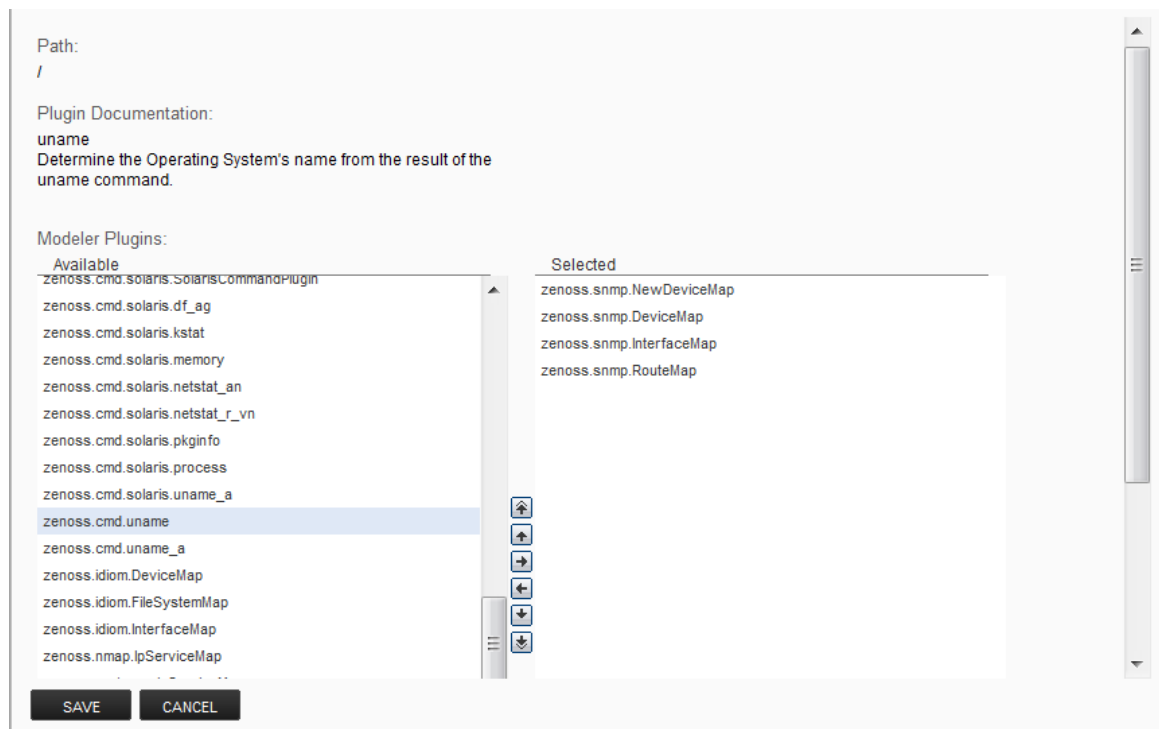 Path:
/
Plugin Documentation:
uname
Determine the Operating System's name from the result of the
uname command.
Modeler Plugins:
Available
zenoss.cmd.solaris.SolarisCommandPlugin
zenoss.cmd.solaris.df_ag
zenoss.cmd.solaris.kstat
zenoss.cmd.solaris.memory
zenoss.cmd.solaris.netstat_an
zenoss.cmd.solaris.netstat_r_vn
zenoss.cmd.solaris.pkginfo
zenoss.cmd.solaris.process
zenoss.cmd.solaris.uname_a
zenoss.cmd.uname
zenoss.cmd.uname_a
zenoss.idiom.DeviceMap
zenoss.idiom.FileSystemMap
zenoss.idiom.InterfaceMap
zenoss.nmap.IpServiceMap
Selected
zenoss.snmp.NewDeviceMap
zenoss.snmp.DeviceMap
zenoss.snmp.InterfaceMap
zenoss.snmp.RouteMap
SAVE
CANCEL